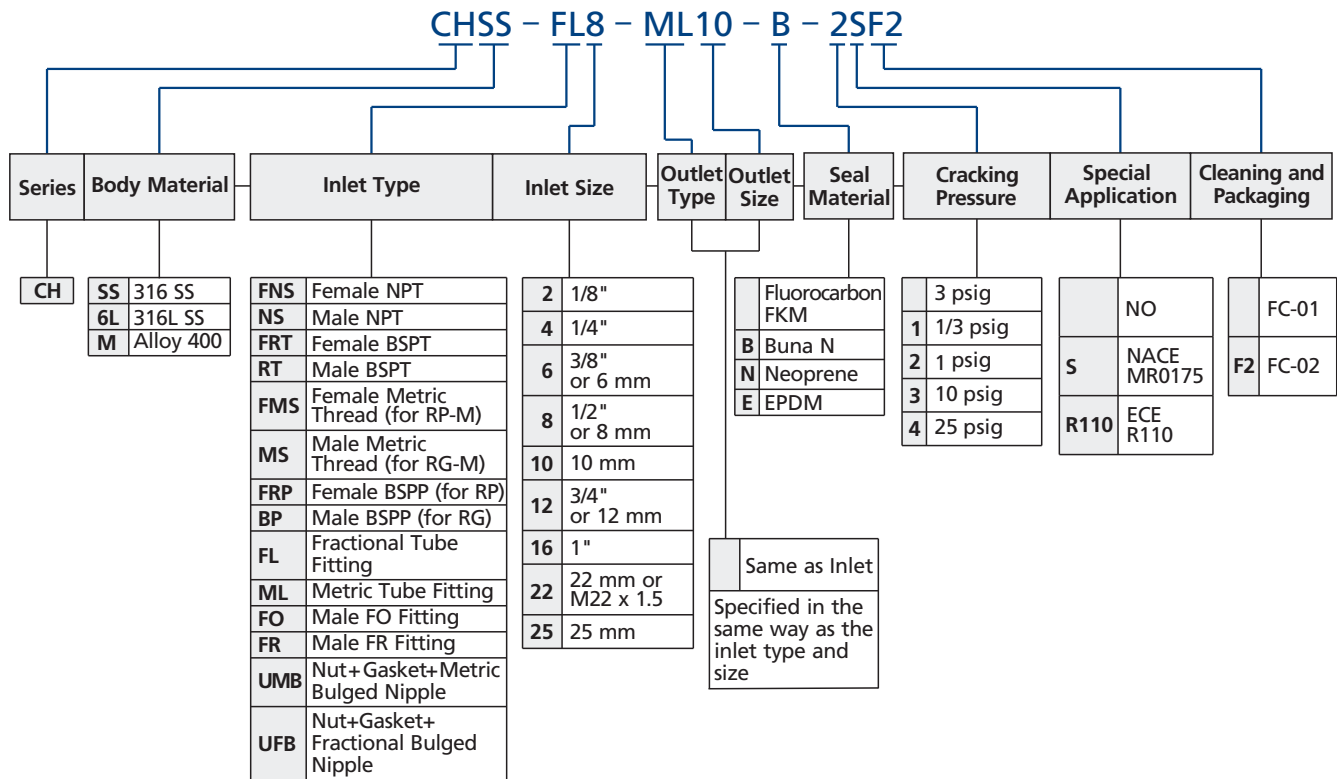 CHSS – FL8 – ML10 – B – 2SF2
Series
Body Material
Inlet Type
Inlet Size
Outlet
Type
Outlet
Size
Seal
Material
Cracking
Pressure
Special
Application
Cleaning and
Packaging
CH
SS 316 SS
6L 316L SS
M Alloy 400
FNS Female NPT
NS Male NPT
FRT Female BSPT
RT Male BSPT
FMS Female Metric
Thread (for RP-M)
MS Male Metric
Thread (for RG-M)
FRP Female BSPP (for RP)
BP Male BSPP (for RG)
FL Fractional Tube
Fitting
ML Metric Tube Fitting
FO Male FO Fitting
FR Male FR Fitting
UMB Nut+Gasket+Metric
Bulged Nipple
UFB Nut+Gasket+
Fractional Bulged
Nipple
2 1/8"
4 1/4"
6 3/8"
or 6 mm
8 1/2"
or 8 mm
10 10 mm
12 3/4"
or 12 mm
16 1"
22 22 mm or
M22 x 1.5
25 25 mm
Same as Inlet
Specified in the
same way as the
inlet type and
size
Fluorocarbon
FKM
B Buna N
N Neoprene
E EPDM
3 psig
1 1/3 psig
2 1 psig
3 10 psig
4 25 psig
NO
S NACE
MR0175
R110 ECE
R110
FC-01
F2 FC-02